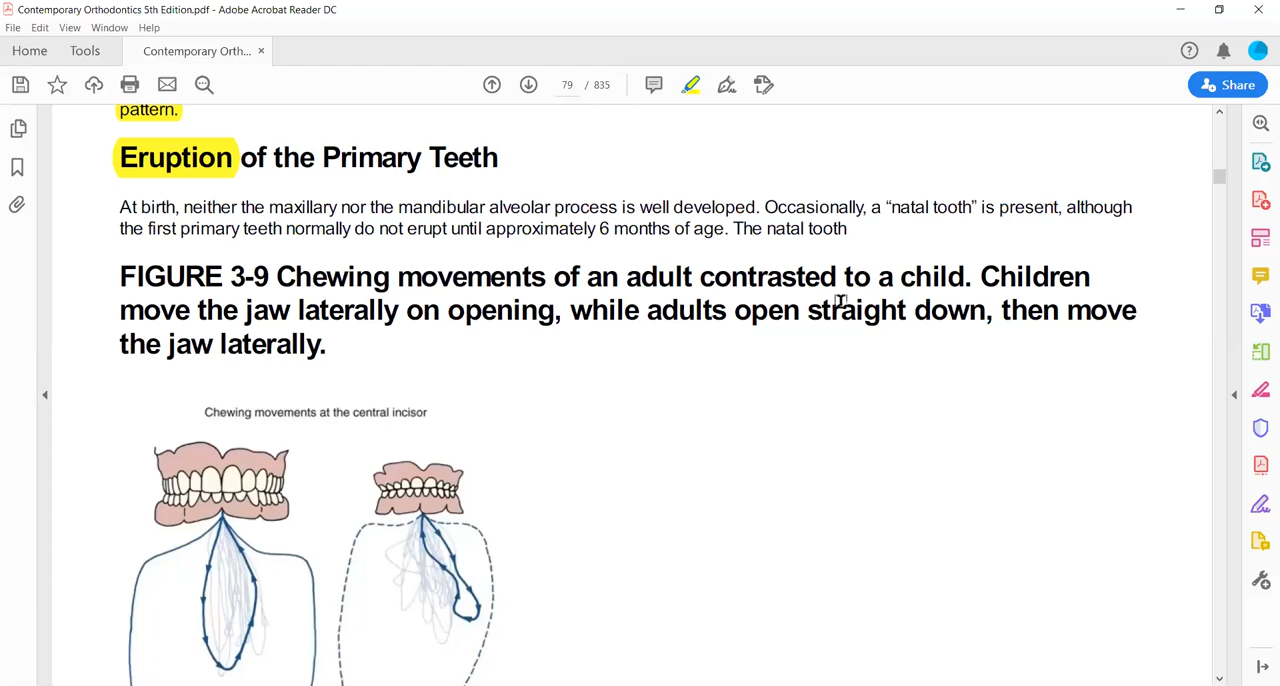 Contemporary Orthodontics 5th Edition.pdf - Adobe Acrobat Reader DC
File Edit View Window Help
Home Tools Contemporary Orth... ×
79 / 835
Share
pattern.
Eruption of the Primary Teeth
At birth, neither the maxillary nor the mandibular alveolar process is well developed. Occasionally, a “natal tooth” is present, although
the first primary teeth normally do not erupt until approximately 6 months of age. The natal tooth
FIGURE 3-9 Chewing movements of an adult contrasted to a child. Children
move the jaw laterally on opening, while adults open straight down, then move
the jaw laterally.
Chewing movements at the central incisor